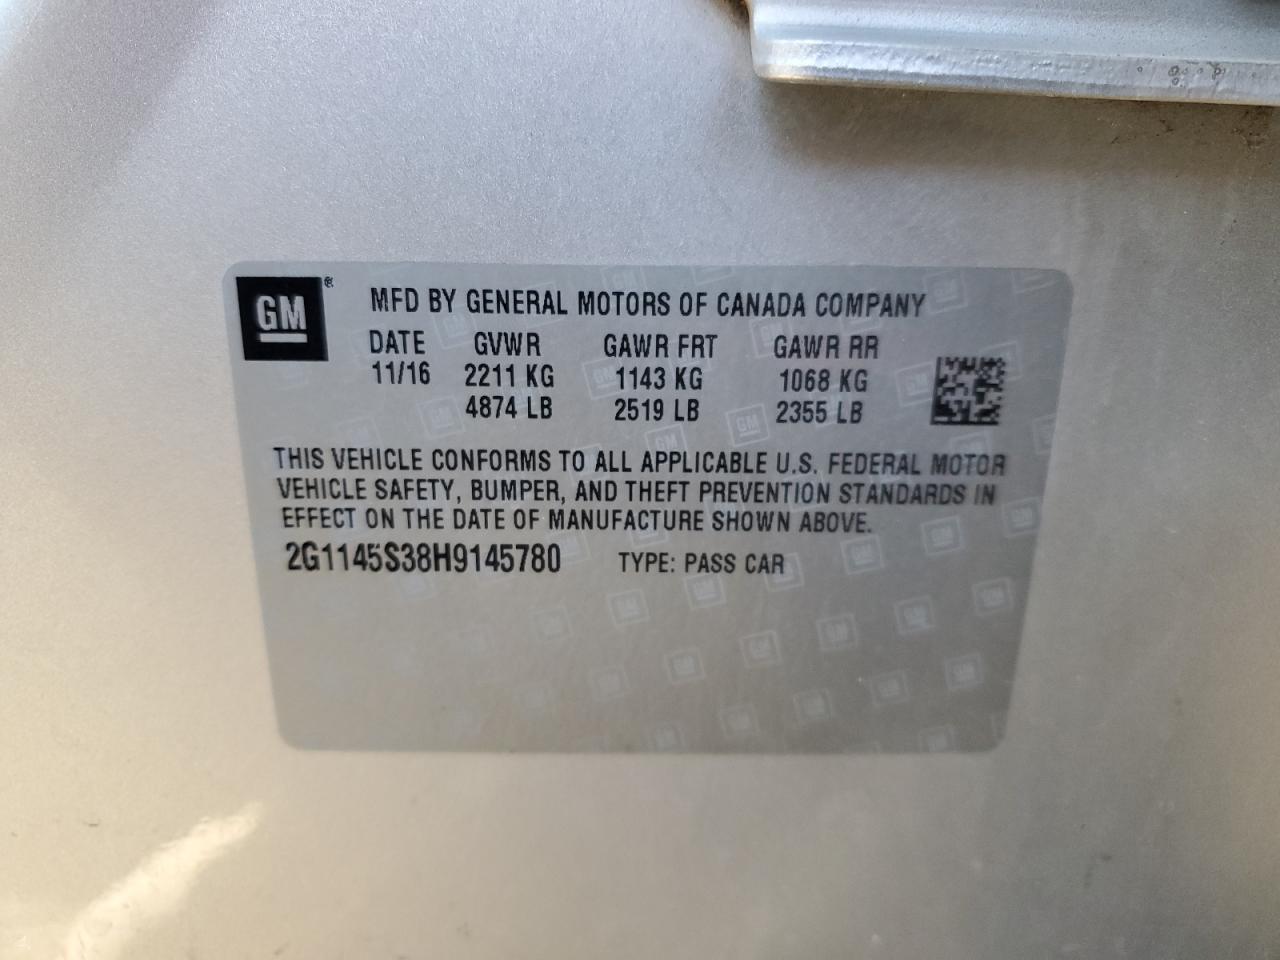 GM ®
MFD BY GENERAL MOTORS OF CANADA COMPANY
DATE GVWR GAWR FRT GAWR RR
11/16 2211 KG 1143 KG 1068 KG
4874 LB 2519 LB 2355 LB
THIS VEHICLE CONFORMS TO ALL APPLICABLE U.S. FEDERAL MOTOR
VEHICLE SAFETY, BUMPER, AND THEFT PREVENTION STANDARDS IN
EFFECT ON THE DATE OF MANUFACTURE SHOWN ABOVE.
2G1145S38H9145780 TYPE: PASS CAR